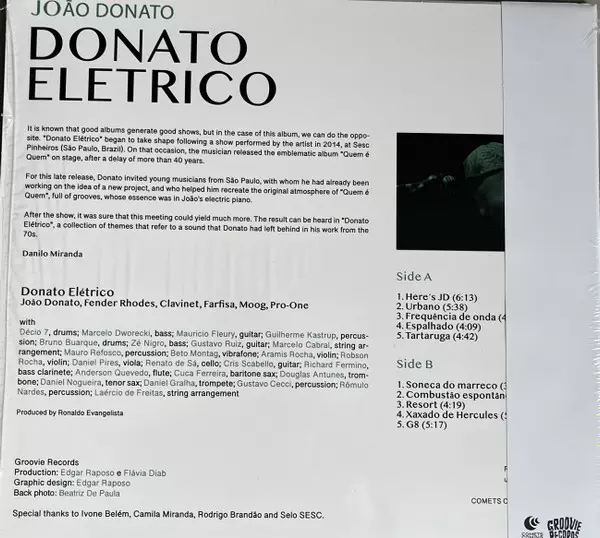 JOÃO DONATO
DONATO
ELETRICO
It is known that good albums generate good shows, but in the case of this album, we can do the oppo-
site. "Donato Elétrico" began to take shape following a show performed by the artist in 2014, at Sesc
Pinheiros (São Paulo, Brazil). On that occasion, the musician released the emblematic album "Quem é
Quem" on stage, after a delay of more than 40 years.
For this late release, Donato invited young musicians from São Paulo, with whom he had already been
working on the idea of a new project, and who helped him recreate the original atmosphere of "Quem é
Quem", full of grooves, whose essence was in João's electric piano.
After the show, it was sure that this meeting could yield much more. The result can be heard in "Donato
Elétrico", a collection of themes that refer to a sound that Donato had left behind in his work from the
70s.
Danilo Miranda
Donato Elétrico
João Donato, Fender Rhodes, Clavinet, Farfisa, Moog, Pro-One
with
Décio 7, drums; Marcelo Dworecki, bass; Mauricio Fleury, guitar; Guilherme Kastrup, percus-
sion; Bruno Buarque, drums; Zé Nigro, bass; Gustavo Ruiz, guitar; Marcelo Cabral, string ar-
rangement; Mauro Refosco, percussion; Beto Montag, vibrafone; Aramis Rocha, violin; Robson
Rocha, violin; Daniel Pires, viola; Renato de Sá, cello; Cris Scabello, guitar; Richard Fermino,
bass clarinete; Anderson Quevedo, flute; Cuca Ferreira, baritone sax; Douglas Antunes, trom-
bone; Daniel Nogueira, tenor sax; Daniel Gralha, trompete; Gustavo Cecci, percussion; Rômulo
Nardes, percussion; Laércio de Freitas, string arrangement
Produced by Ronaldo Evangelista
Groovie Records
Production: Edgar Raposo e Flávia Diab
Graphic design: Edgar Raposo
Back photo: Beatriz De Paula
Special thanks to Ivone Belém, Camila Miranda, Rodrigo Brandão and Selo SESC.
Side A
1. Here's JD (6:13)
2. Urbano (5:38)
3. Frequência de onda (4
4. Espalhado (4:09)
5. Tartaruga (4:42)
Side B
1. Soneca do marreco (3
2. Combustão espontân
3. Resort (4:19)
4. Xaxado de Hercules (5
5. G8 (5:17)
COMETS
GROOVIE
RECORDS